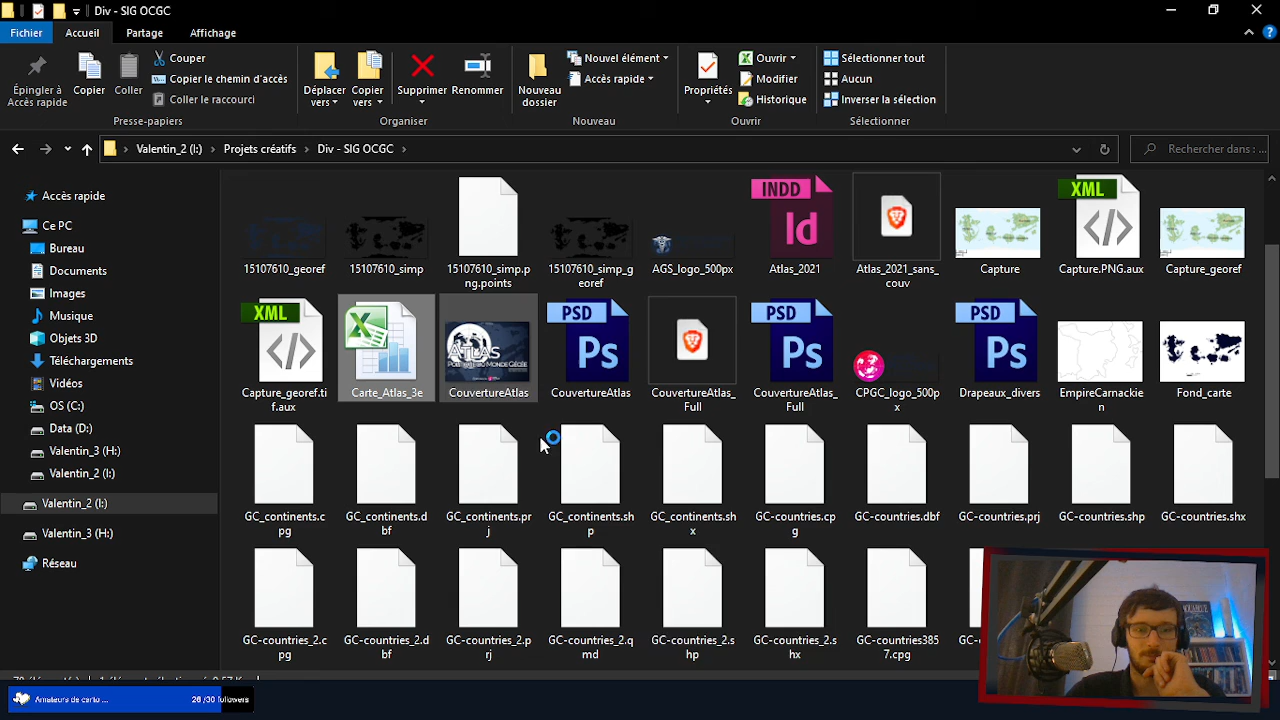 Div - SIG OCGC
Fichier Accueil Partage Affichage
Épingler à Accès rapide
Copier
Coller
Couper
Copier le chemin d'accès
Coller le raccourci
Presse-papiers
Déplacer vers
Copier vers
Supprimer
Renommer
Organiser
Nouveau dossier
Nouvel élément
Accès rapide
Nouveau
Propriétés
Ouvrir
Modifier
Historique
Ouvrir
Sélectionner tout
Aucun
Inverser la sélection
Sélectionner
Valentin_2 (I:) Projets créatifs Div - SIG OCGC
Rechercher dans : ...
Accès rapide
Ce PC
Bureau
Documents
Images
Musique
Objets 3D
Téléchargements
Vidéos
OS (C:)
Data (D:)
Valentin_3 (H:)
Valentin_2 (I:)
Valentin_2 (I:)
Valentin_3 (H:)
Réseau
INDD
Id
XML
15107610_georef
15107610_simp
15107610_simp.png.points
15107610_simp_georef
AGS_logo_500px
Atlas_2021
Atlas_2021_sans_couv
Capture
Capture.PNG.aux
Capture_georef
XML
ATLAS
PSD
Ps
PSD
Ps
PSD
Ps
Capture_georef.tif.aux
Carte_Atlas_3e
CouvertureAtlas
CouvertureAtlas
CouvertureAtlas_Full
CouvertureAtlas_Full
CPGC_logo_500px
Drapeaux_divers
EmpireCarnackien
Fond_carte
GC_continents.cpg
GC_continents.dbf
GC_continents.prj
GC_continents.shp
GC_continents.shx
GC-countries.cpg
GC-countries.dbf
GC-countries.prj
GC-countries.shp
GC-countries.shx
GC-countries_2.cpg
GC-countries_2.dbf
GC-countries_2.prj
GC-countries_2.qmd
GC-countries_2.shp
GC-countries_2.shx
GC-countries3857.cpg
Amateurs de carto ... 26 /30 followers